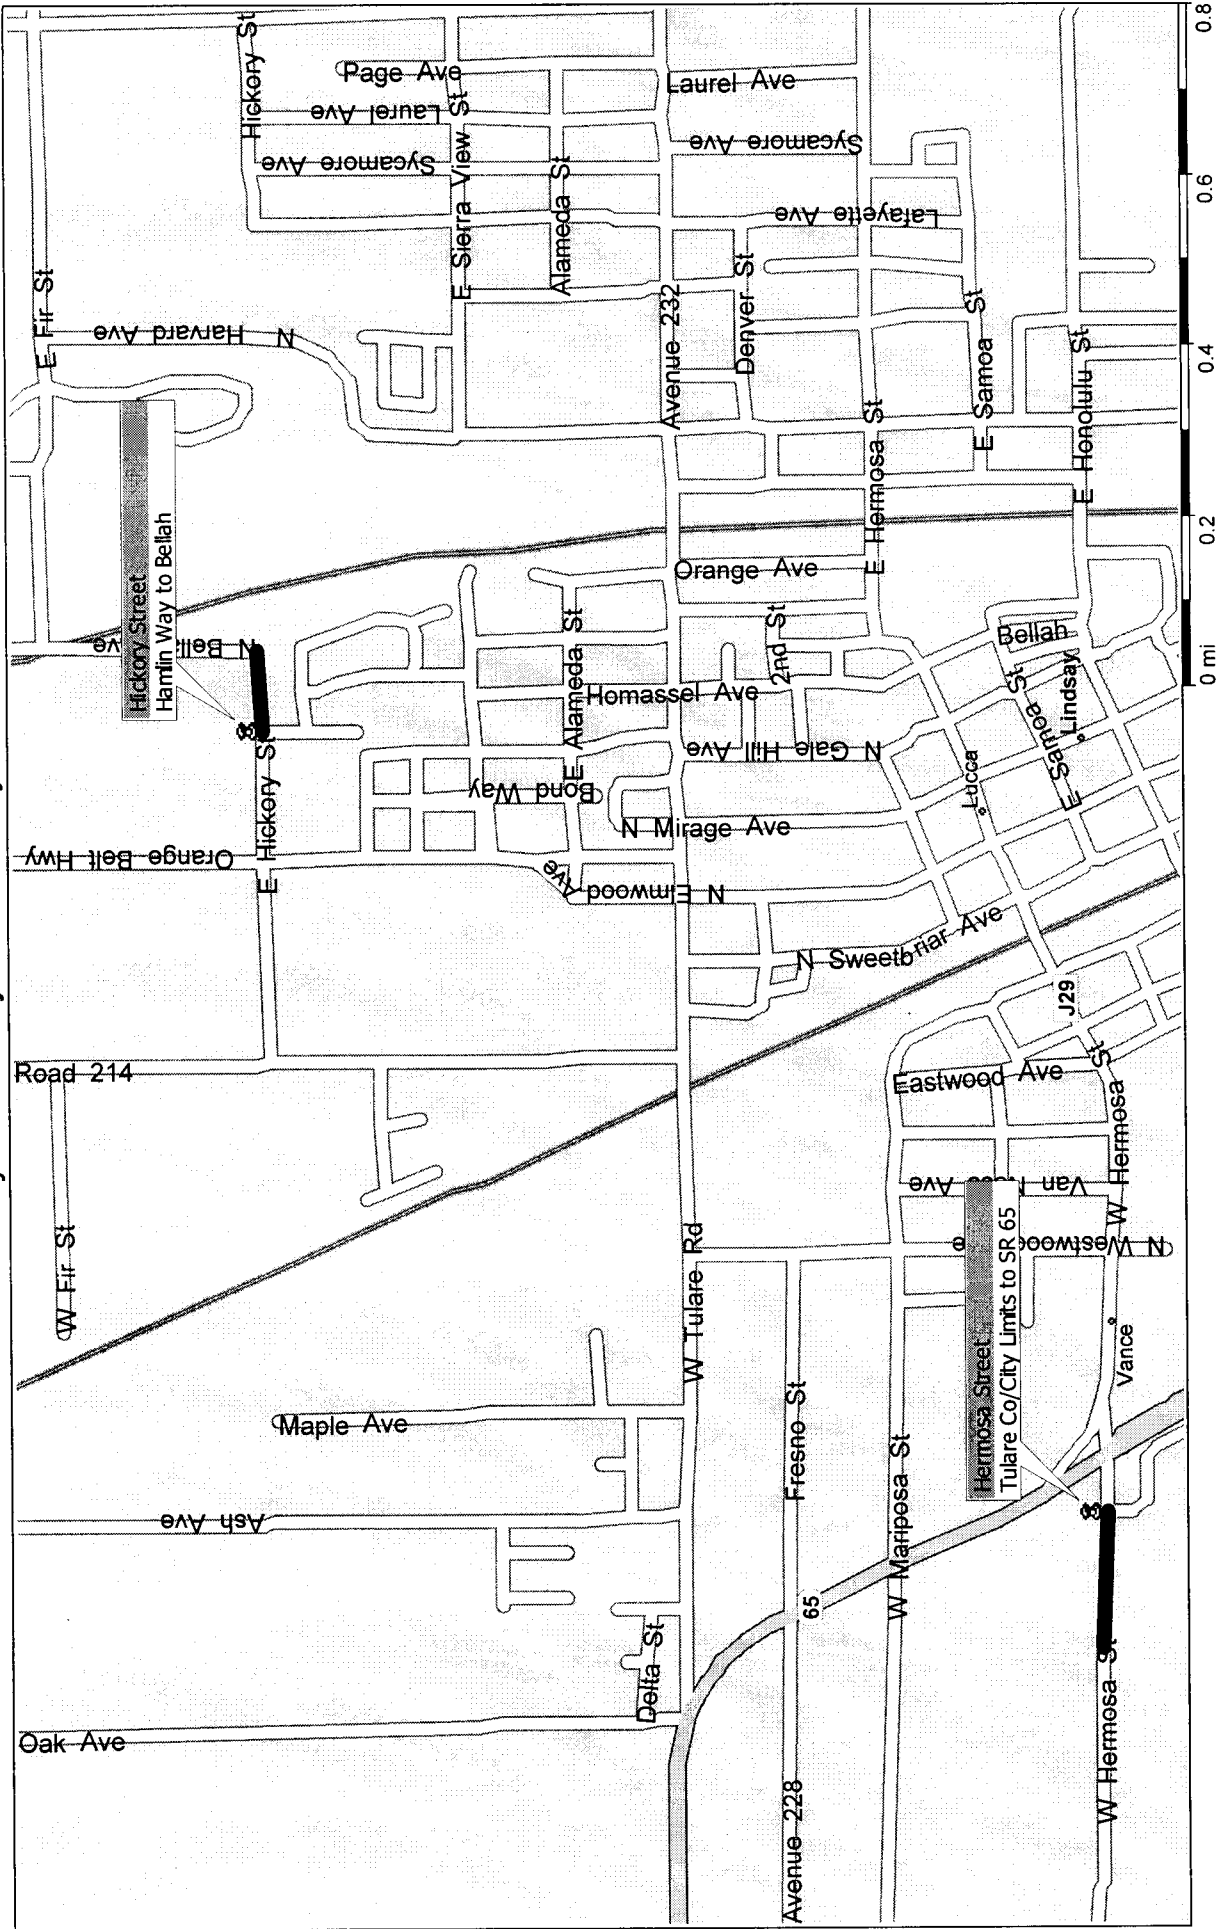 Hickory St
Page Ave
Laurel Ave
Laurel Ave
Sycamore Ave
Sycamore Ave
E Sierra View St
Alameda St
Lafayette Ave
E Fir St
N Harvard Ave
Avenue 232
Denver St
E Samoa St
E Honolulu St
E Hermosa St
Hickory Street
Hamlin Way to Bellah
Orange Ave
2nd St
Bellah
Lindsay
E Samoa St
Lucca
E Alameda St
Homassel Ave
N Gale Hill Ave
Bond Way
N Mirage Ave
E Hickory St
Orange Belt Hwy
N Elmwood Ave
N Sweetbriar Ave
J29
Road 214
Eastwood Ave
W Hermosa St
W Fir St
W Tulare Rd
Hermosa Street
Tulare Co/City Limits to SR 65
Vance
Maple Ave
Fresno St
W Mariposa St
Ash Ave
65
Delta St
Oak Ave
Avenue 228
W Hermosa St
0 mi
0.2
0.4
0.6
0.8